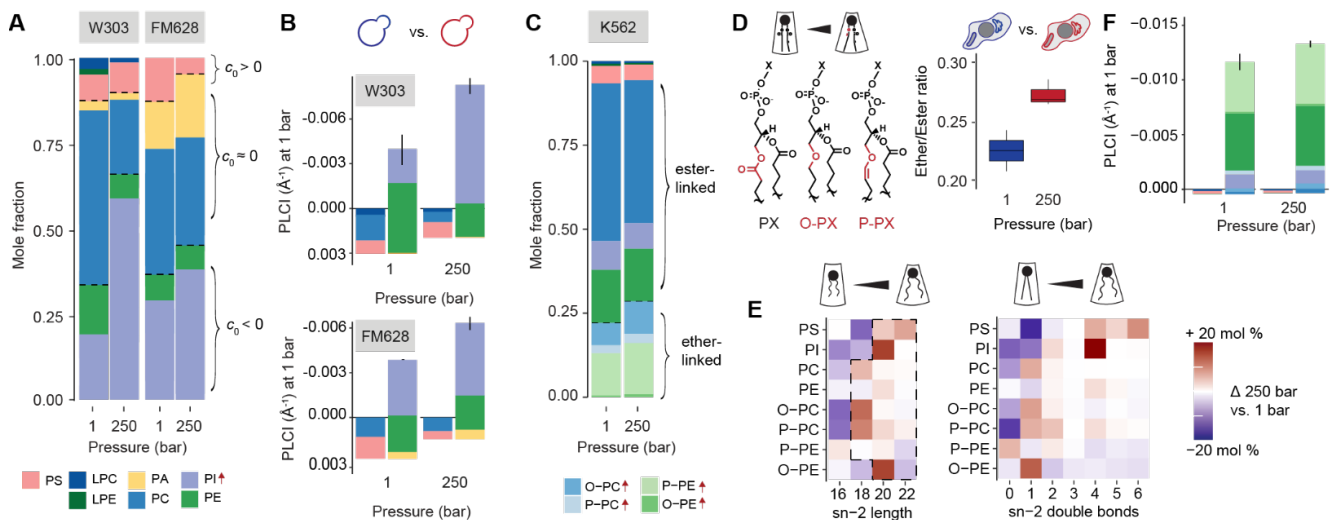 A
W303
FM628
Mole fraction
1.00
0.75
0.50
0.25
0.00
c₀ > 0
c₀ ≈ 0
c₀ < 0
1
250
1
250
Pressure (bar)
PS
LPC
LPE
PA
PC
PI
PE
B
vs.
W303
PLCI (Å⁻¹) at 1 bar
-0.006
-0.003
0.000
0.003
1
250
Pressure (bar)
FM628
PLCI (Å⁻¹) at 1 bar
-0.006
-0.003
0.000
0.003
1
250
Pressure (bar)
C
K562
Mole fraction
1.00
0.75
0.50
0.25
0.00
ester-
linked
ether-
linked
1
250
Pressure (bar)
O-PC
P-PC
P-PE
O-PE
D
X
O
O=P-O⁻
O
H
O
O
O
O
X
O
O=P-O⁻
O
H
O
O
O
X
O
O=P-O⁻
O
H
O
O
O
PX
O-PX
P-PX
vs.
Ether/Ester ratio
0.30
0.25
0.20
1
250
Pressure (bar)
F
PLCI (Å⁻¹) at 1 bar
−0.015
−0.010
−0.005
0.000
1
250
Pressure (bar)
E
PS
PI
PC
PE
O−PC
P−PC
P−PE
O−PE
16 18 20 22
sn-2 length
0 1 2 3 4 5 6
sn-2 double bonds
+ 20 mol %
Δ 250 bar
vs. 1 bar
−20 mol %